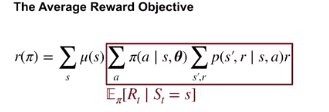 The Average Reward Objective
r(π) = ∑ μ(s) ∑ π(a | s, θ) ∑ p(s′, r | s, a)r
s a s′,r
𝔼π[Rt | St = s]